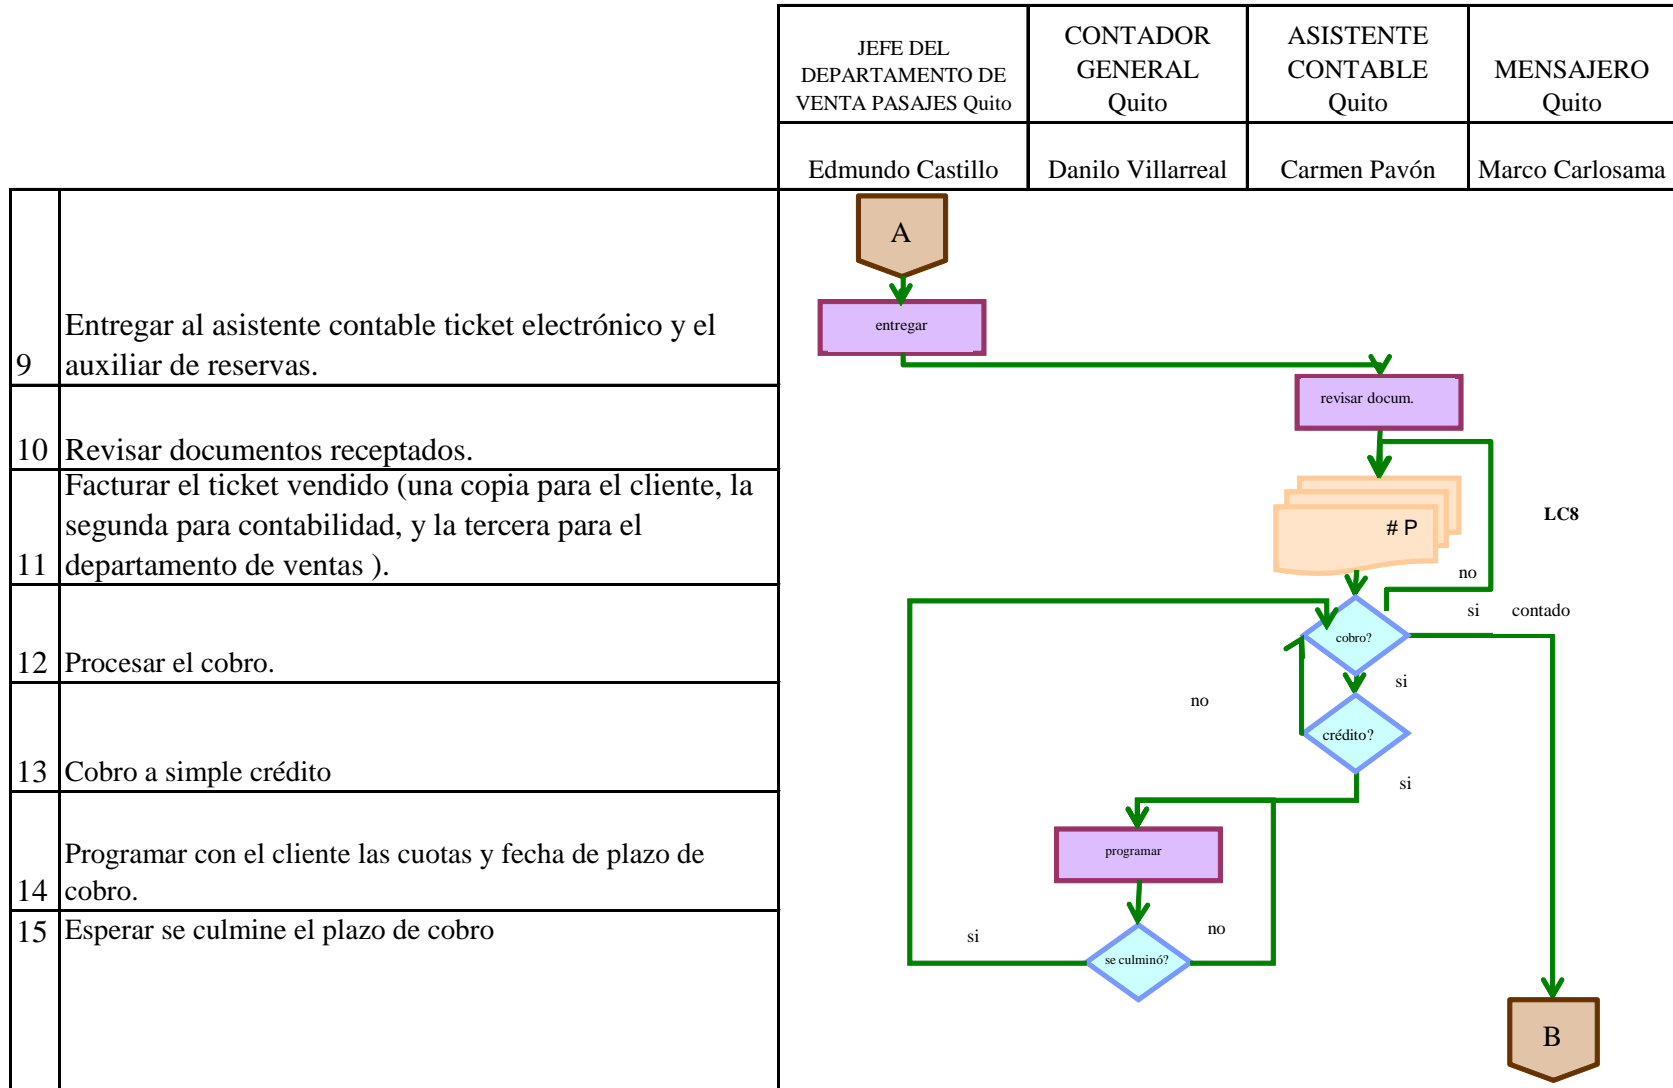 JEFE DEL
DEPARTAMENTO DE
VENTA PASAJES Quito
CONTADOR
GENERAL
Quito
ASISTENTE
CONTABLE
Quito
MENSAJERO
Quito
Edmundo Castillo
Danilo Villarreal
Carmen Pavón
Marco Carlosama
A
9
Entregar al asistente contable ticket electrónico y el
auxiliar de reservas.
entregar
revisar docum.
10
Revisar documentos receptados.
11
Facturar el ticket vendido (una copia para el cliente, la
segunda para contabilidad, y la tercera para el
departamento de ventas ).
# P
LC8
no
si contado
12
Procesar el cobro.
cobro?
si
no
13
Cobro a simple crédito
crédito?
si
14
Programar con el cliente las cuotas y fecha de plazo de
cobro.
programar
15
Esperar se culmine el plazo de cobro
si
no
se culminó?
B